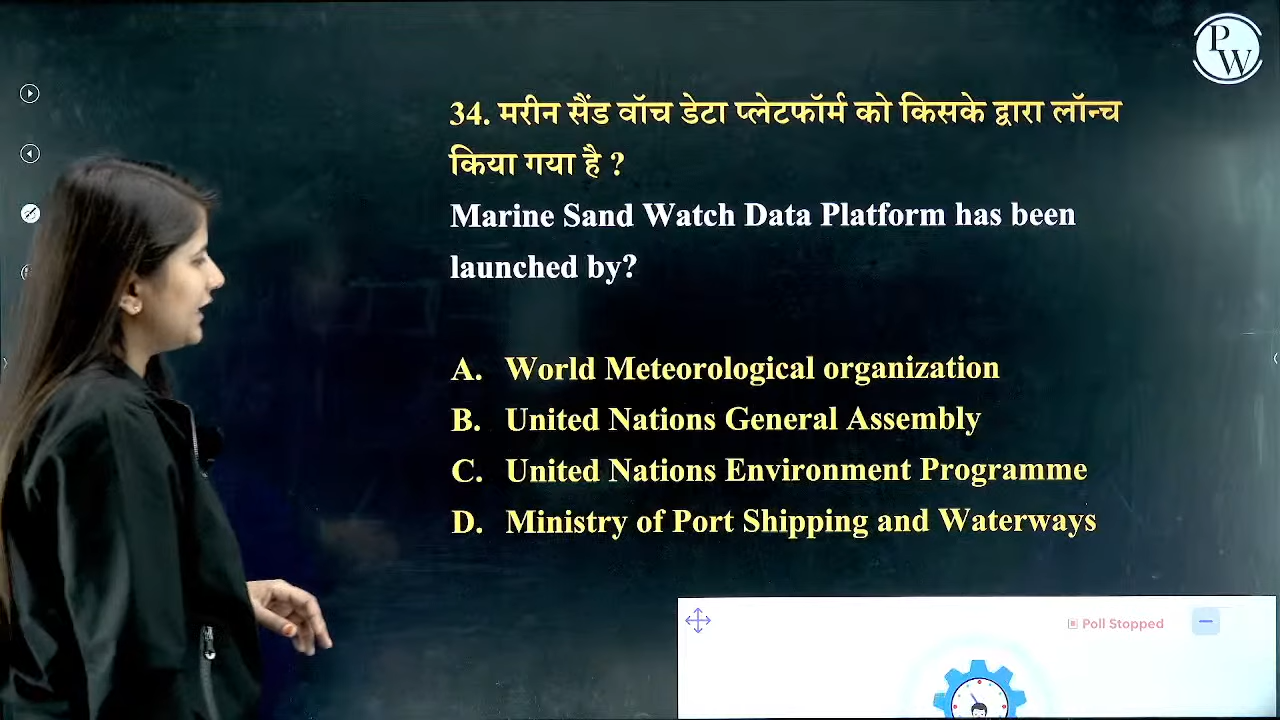 PW
34. मरीन सैंड वॉच डेटा प्लेटफॉर्म को किसके द्वारा लॉन्च
किया गया है ?
Marine Sand Watch Data Platform has been
launched by?
A. World Meteorological organization
B. United Nations General Assembly
C. United Nations Environment Programme
D. Ministry of Port Shipping and Waterways
Poll Stopped